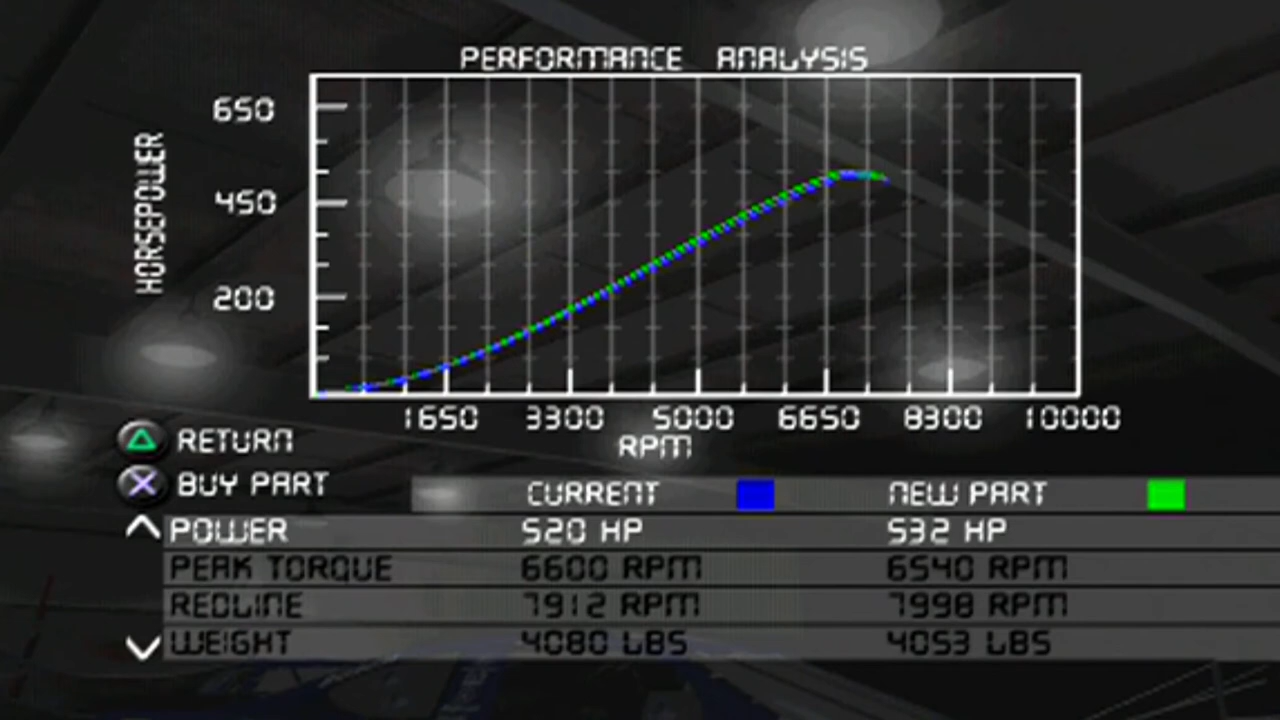 PERFORMANCE ANALYSIS
HORSEPOWER
650
450
200
1650 3300 5000 6650 8300 10000
RPM
RETURN
BUY PART
CURRENT NEW PART
POWER 520 HP 532 HP
PEAK TORQUE 6600 RPM 6540 RPM
REDLINE 7912 RPM 7998 RPM
WEIGHT 4080 LBS 4053 LBS